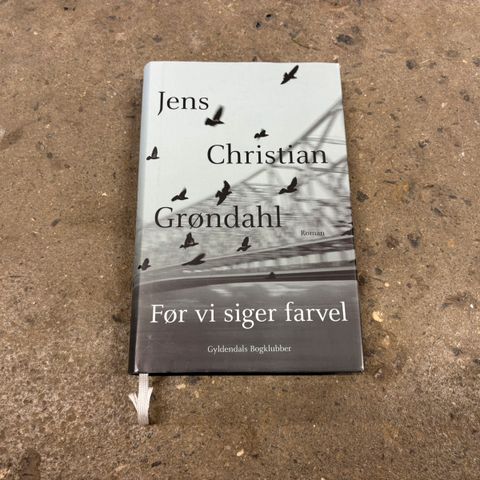 Jens
Christian
Grøndahl
Roman
Før vi siger farvel
Gyldendals Bogklubber